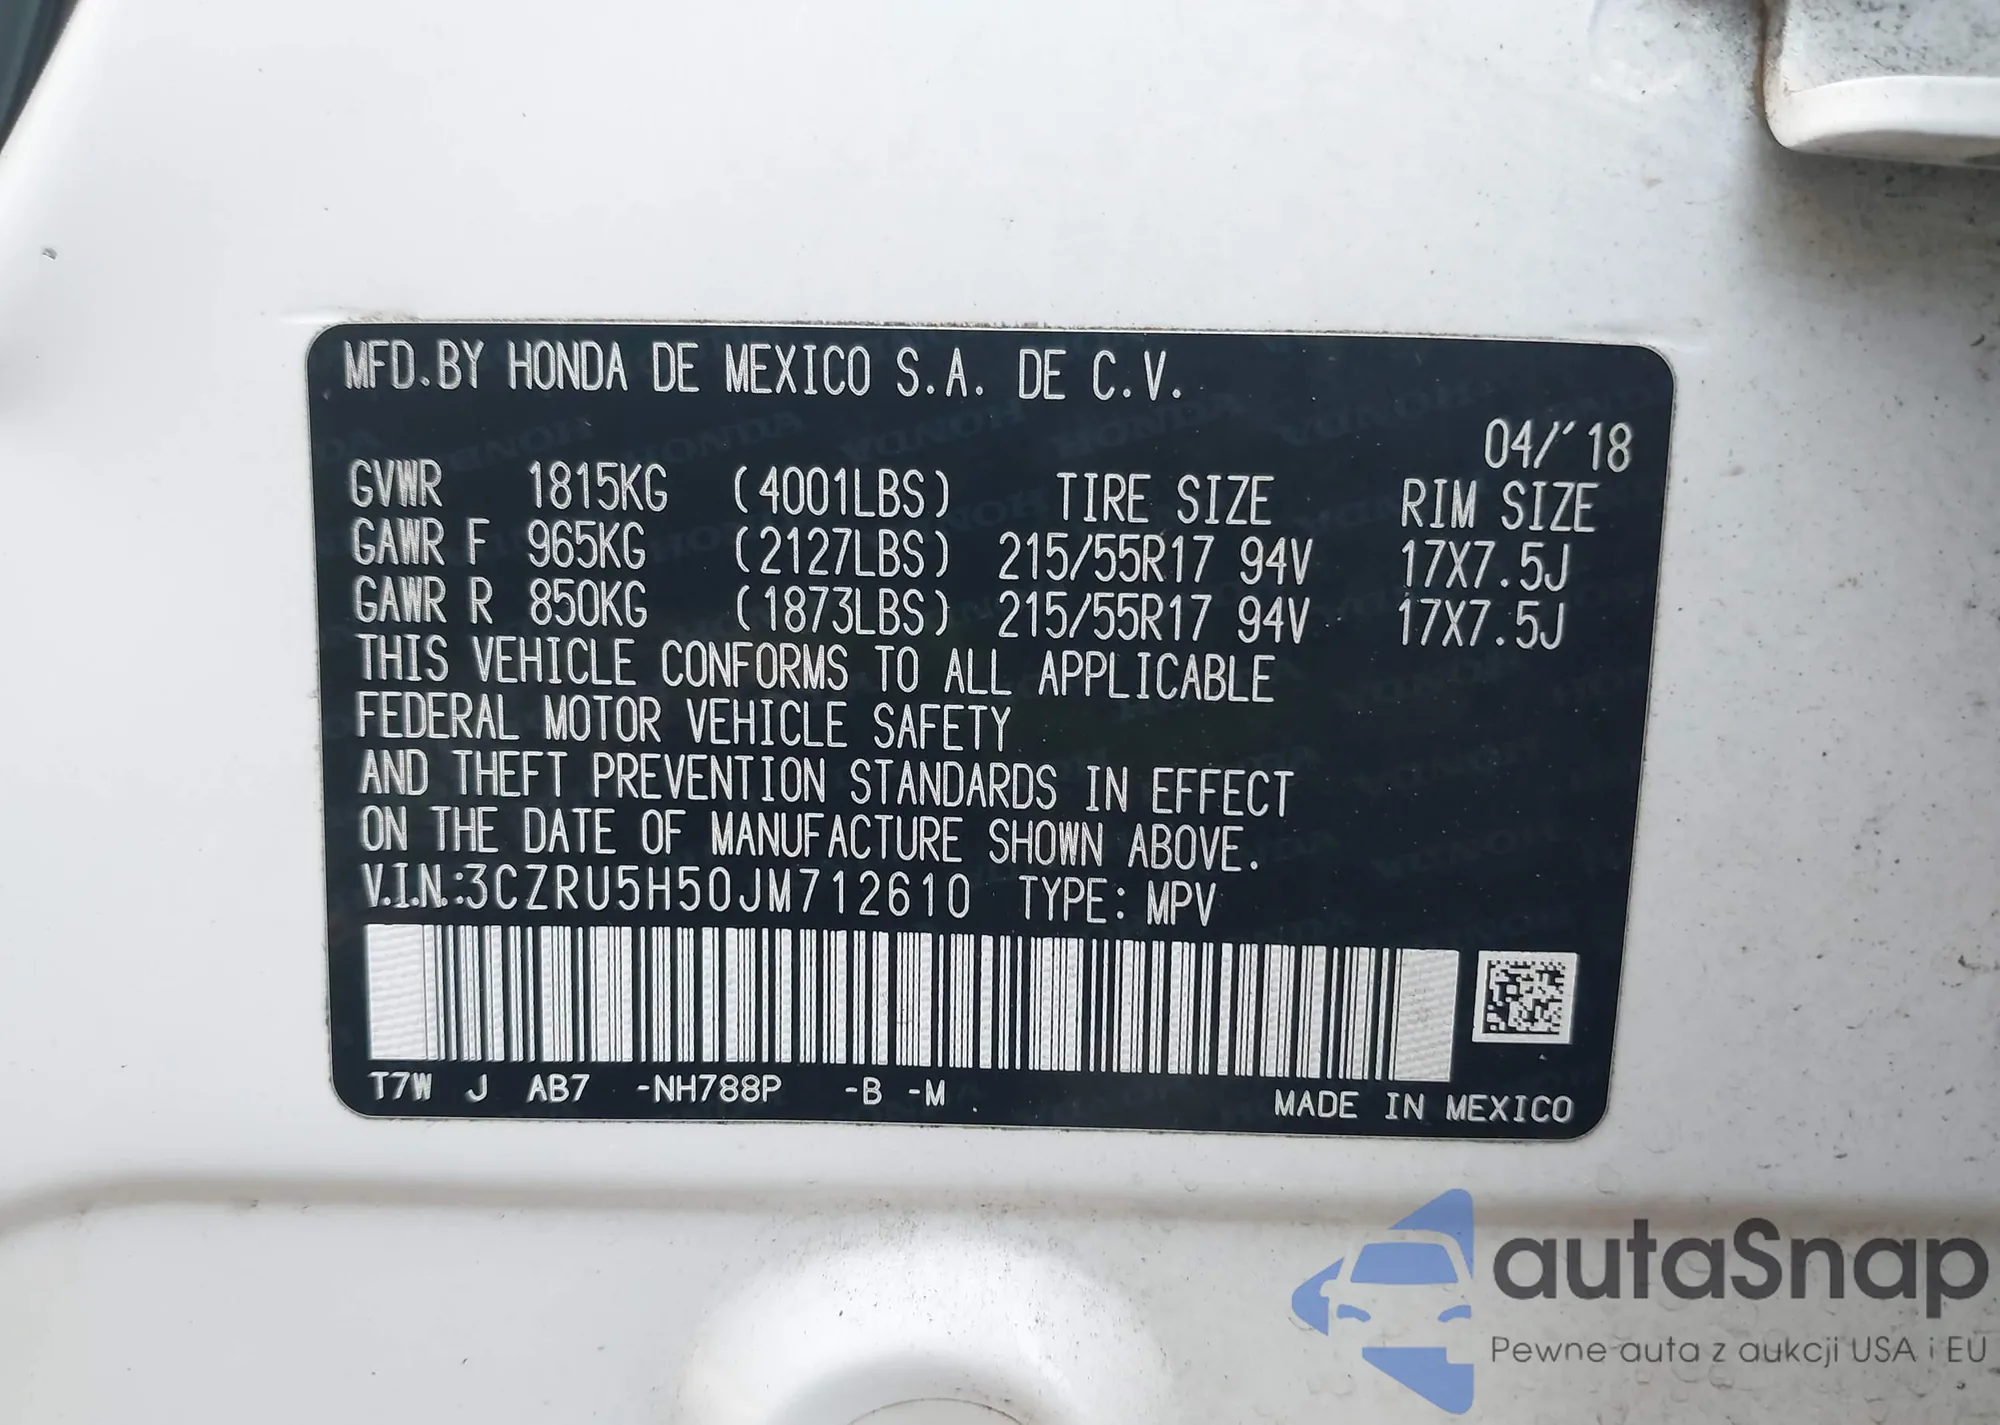 MFD.BY HONDA DE MEXICO S.A. DE C.V.
04/'18
GVWR 1815KG (4001LBS) TIRE SIZE RIM SIZE
GAWR F 965KG (2127LBS) 215/55R17 94V 17X7.5J
GAWR R 850KG (1873LBS) 215/55R17 94V 17X7.5J
THIS VEHICLE CONFORMS TO ALL APPLICABLE
FEDERAL MOTOR VEHICLE SAFETY
AND THEFT PREVENTION STANDARDS IN EFFECT
ON THE DATE OF MANUFACTURE SHOWN ABOVE.
V.I.N.:3CZRU5H50JM712610 TYPE: MPV
T7W J AB7 -NH788P -B -M
MADE IN MEXICO
autaSnap
Pewne auta z aukcji USA i EU